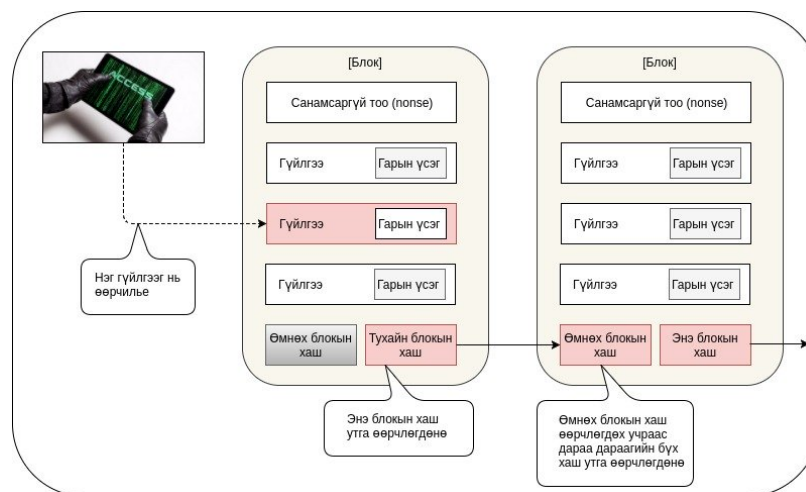 ACCESS
Нэг гүйлгээг нь
өөрчилье
[Блок]
Санамсаргүй тоо (nonse)
Гүйлгээ
Гарын үсэг
Гүйлгээ
Гарын үсэг
Гүйлгээ
Гарын үсэг
Өмнөх блокын
хаш
Тухайн блокын
хаш
Энэ блокын хаш
утга өөрчлөгдөнө
[Блок]
Санамсаргүй тоо (nonse)
Гүйлгээ
Гарын үсэг
Гүйлгээ
Гарын үсэг
Гүйлгээ
Гарын үсэг
Өмнөх блокын
хаш
Энэ блокын
хаш
Өмнөх блокын хаш
өөрчлөгдөх учраас
дараа дараагийн бүх
хаш утга өөрчлөгдөнө